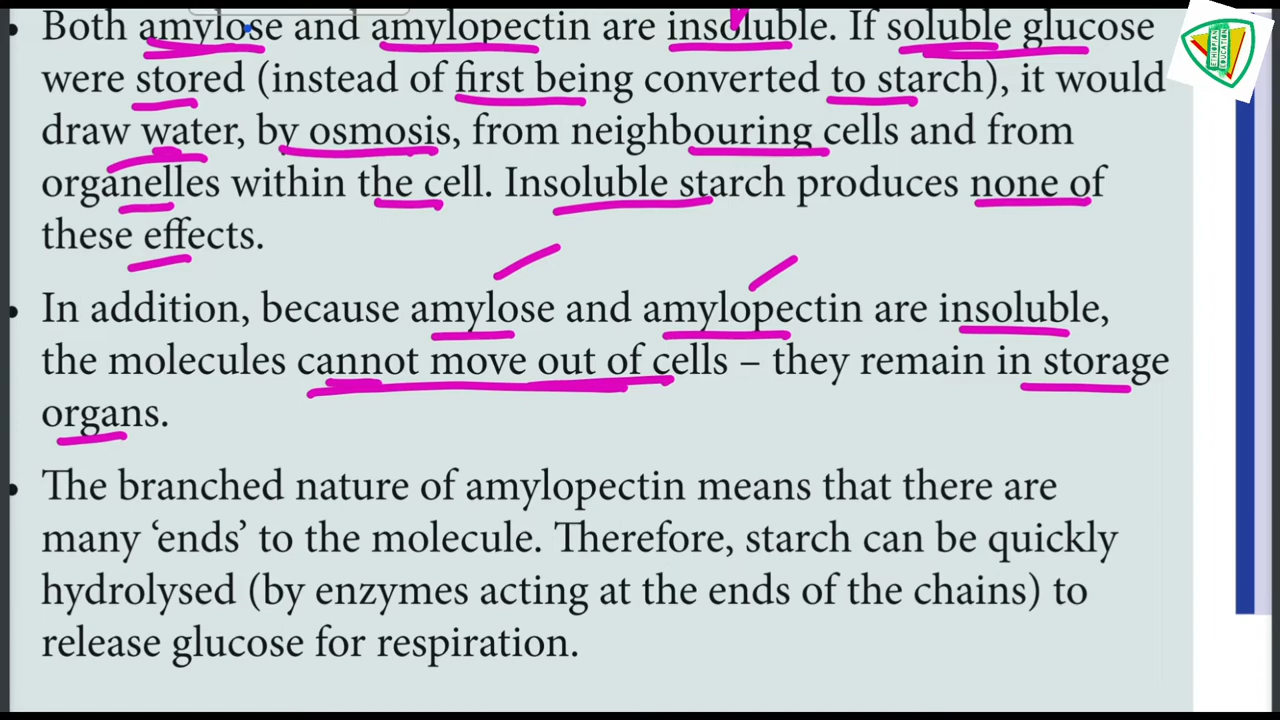 • Both amylose and amylopectin are insoluble. If soluble glucose
were stored (instead of first being converted to starch), it would
draw water, by osmosis, from neighbouring cells and from
organelles within the cell. Insoluble starch produces none of
these effects.
• In addition, because amylose and amylopectin are insoluble,
the molecules cannot move out of cells – they remain in storage
organs.
• The branched nature of amylopectin means that there are
many ‘ends’ to the molecule. Therefore, starch can be quickly
hydrolysed (by enzymes acting at the ends of the chains) to
release glucose for respiration.
ETHIOPIAN
EDUCATION